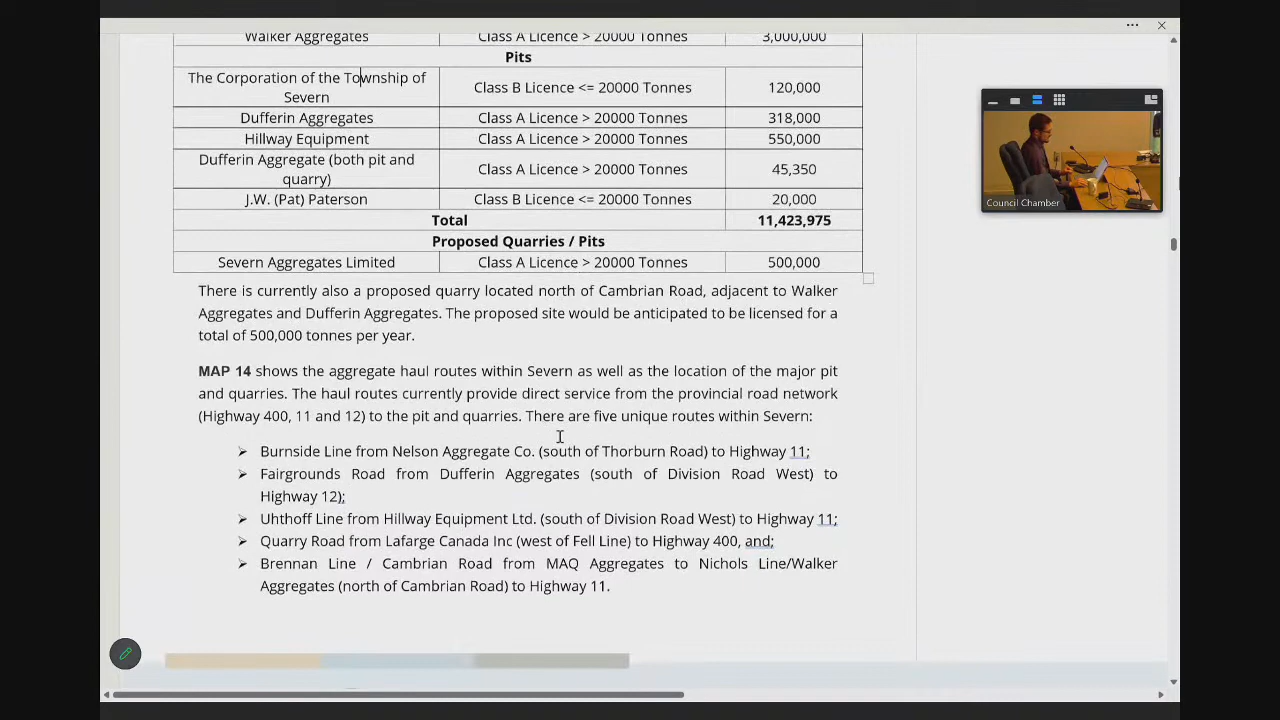 Walker Aggregates Class A Licence > 20000 Tonnes 3,000,000
Pits
The Corporation of the Township of
Severn
Class B Licence <= 20000 Tonnes 120,000
Dufferin Aggregates Class A Licence > 20000 Tonnes 318,000
Hillway Equipment Class A Licence > 20000 Tonnes 550,000
Dufferin Aggregate (both pit and
quarry)
Class A Licence > 20000 Tonnes 45,350
J.W. (Pat) Paterson Class B Licence <= 20000 Tonnes 20,000
Total 11,423,975
Proposed Quarries / Pits
Severn Aggregates Limited Class A Licence > 20000 Tonnes 500,000
There is currently also a proposed quarry located north of Cambrian Road, adjacent to Walker
Aggregates and Dufferin Aggregates. The proposed site would be anticipated to be licensed for a
total of 500,000 tonnes per year.
MAP 14 shows the aggregate haul routes within Severn as well as the location of the major pit
and quarries. The haul routes currently provide direct service from the provincial road network
(Highway 400, 11 and 12) to the pit and quarries. There are five unique routes within Severn:
➢ Burnside Line from Nelson Aggregate Co. (south of Thorburn Road) to Highway 11;
➢ Fairgrounds Road from Dufferin Aggregates (south of Division Road West) to
Highway 12);
➢ Uhthoff Line from Hillway Equipment Ltd. (south of Division Road West) to Highway 11;
➢ Quarry Road from Lafarge Canada Inc (west of Fell Line) to Highway 400, and;
➢ Brennan Line / Cambrian Road from MAQ Aggregates to Nichols Line/Walker
Aggregates (north of Cambrian Road) to Highway 11.
Council Chamber